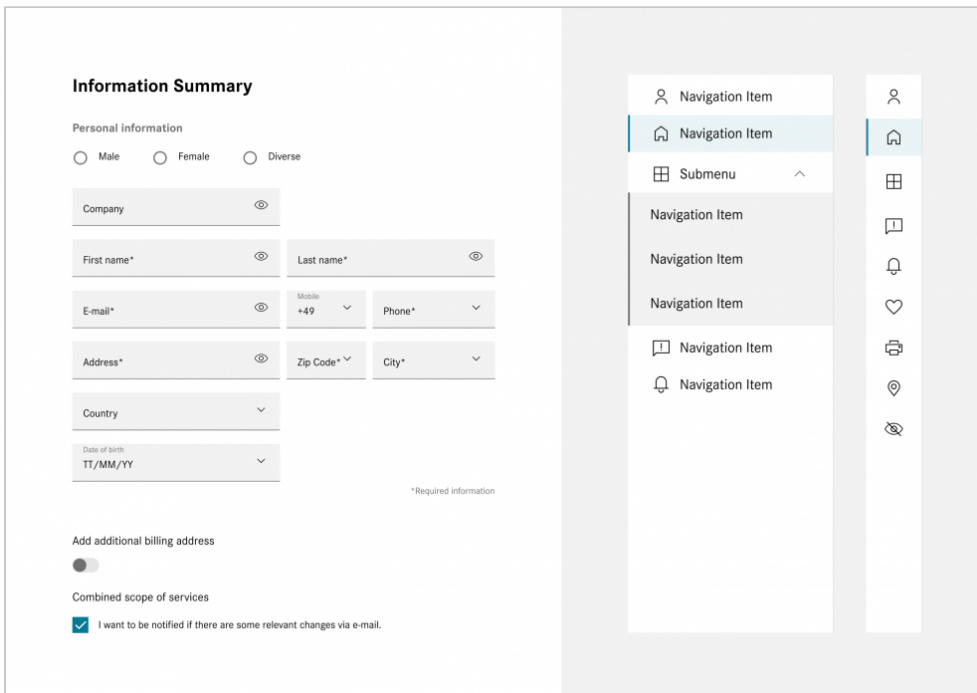 Information Summary
Personal information
Male Female Diverse
Company
First name* Last name*
E-mail* Mobile +49 Phone*
Address* Zip Code* City*
Country
Date of birth
TT/MM/YY
*Required information
Add additional billing address
Combined scope of services
I want to be notified if there are some relevant changes via e-mail.
Navigation Item
Navigation Item
Submenu
Navigation Item
Navigation Item
Navigation Item
Navigation Item
Navigation Item